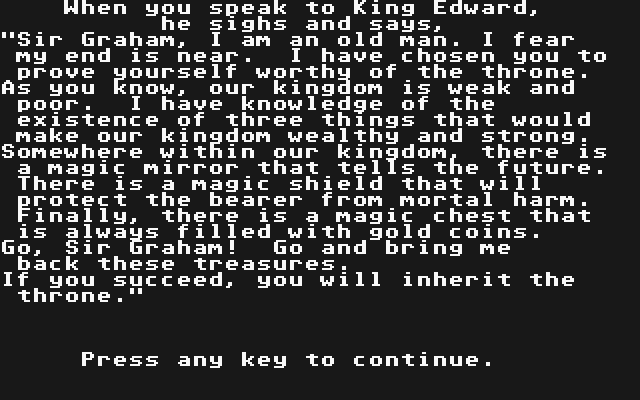 When you speak to King Edward,
he sighs and says,
"Sir Graham, I am an old man. I fear
my end is near.  I have chosen you to
prove yourself worthy of the throne.
As you know, our kingdom is weak and
poor.  I have knowledge of the
existence of three things that would
make our kingdom wealthy and strong.
Somewhere within our kingdom, there is
a magic mirror that tells the future.
There is a magic shield that will
protect the bearer from mortal harm.
Finally, there is a magic chest that
is always filled with gold coins.
Go, Sir Graham!  Go and bring me
back these treasures.
If you succeed, you will inherit the
throne."
Press any key to continue.